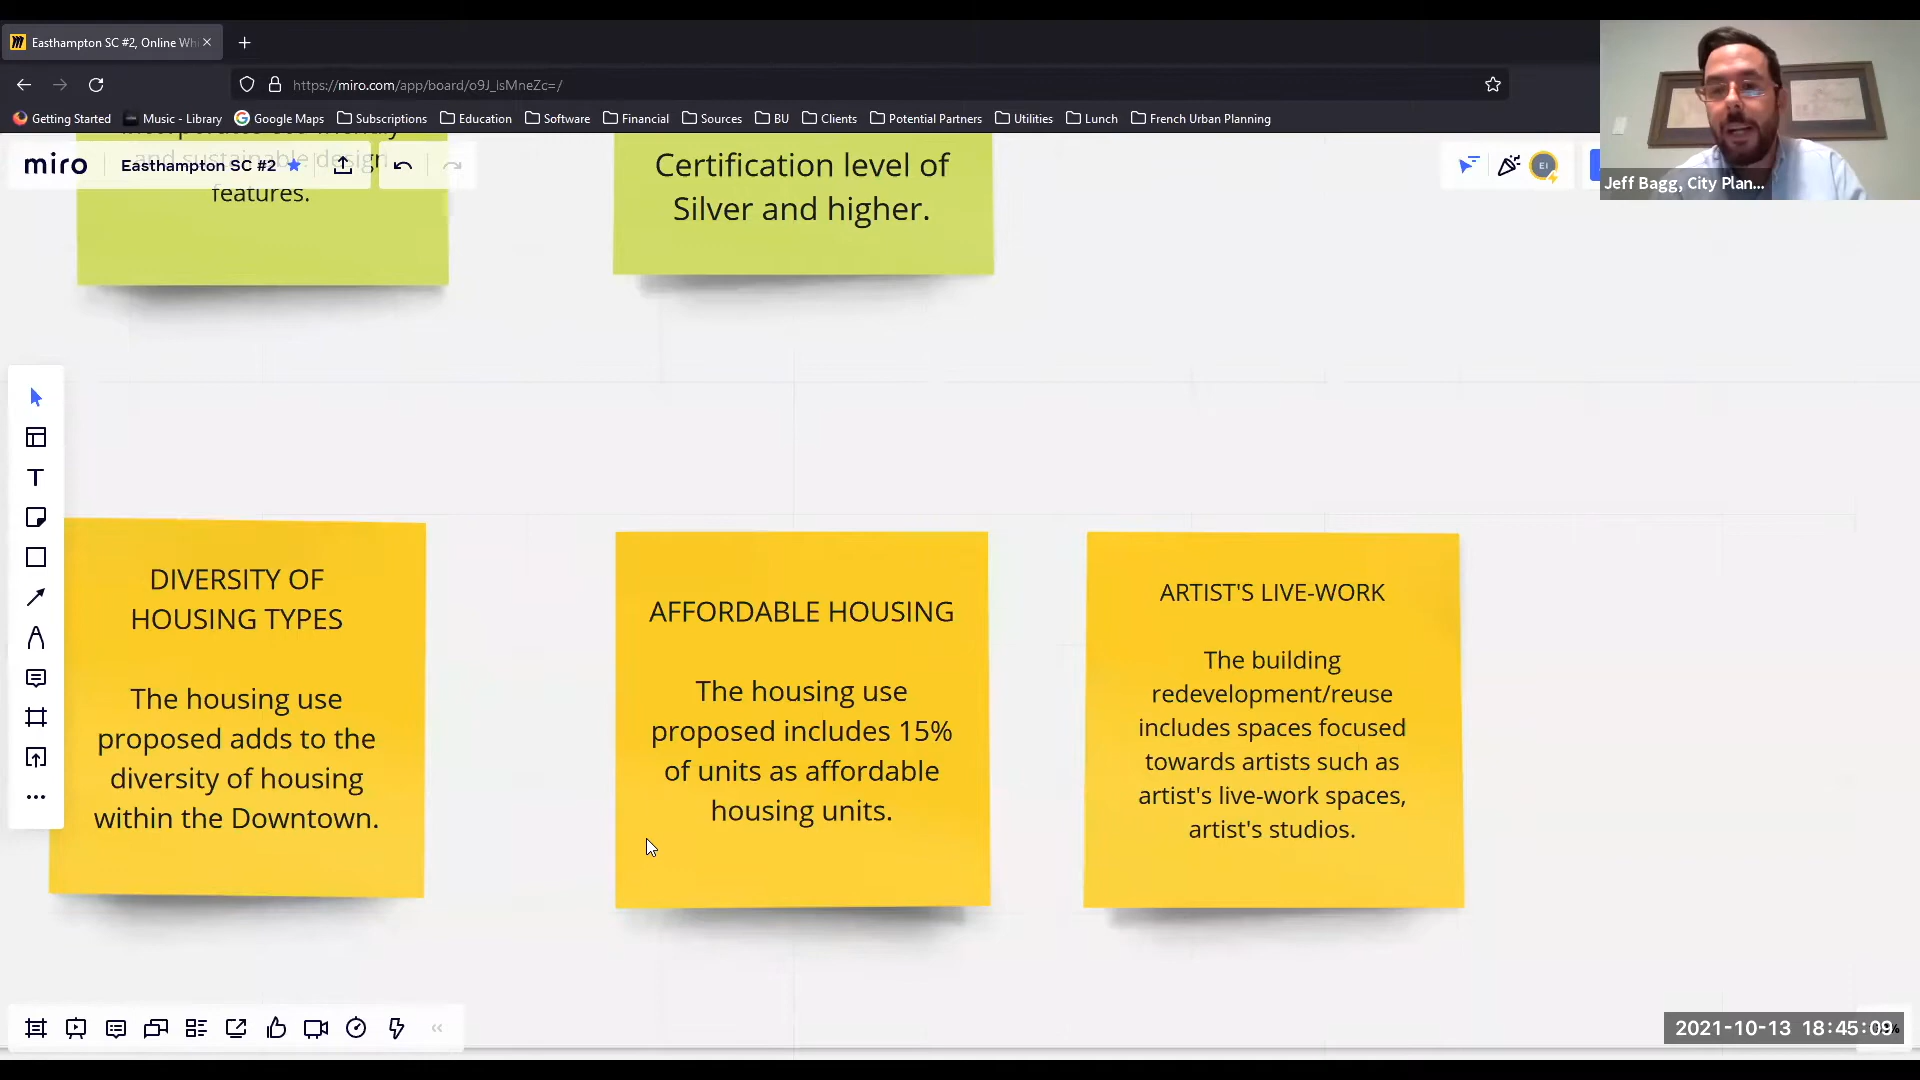 Easthampton SC #2, Online Wh
https://miro.com/app/board/o9J_lsMneZc=/
Getting Started
Music - Library
Google Maps
Subscriptions
Education
Software
Financial
Sources
BU
Clients
Potential Partners
Utilities
Lunch
French Urban Planning
miro
Easthampton SC #2
EI
Jeff Bagg, City Plan...
and sustainable design
features.
Certification level of
Silver and higher.
DIVERSITY OF
HOUSING TYPES
The housing use
proposed adds to the
diversity of housing
within the Downtown.
AFFORDABLE HOUSING
The housing use
proposed includes 15%
of units as affordable
housing units.
ARTIST'S LIVE-WORK
The building
redevelopment/reuse
includes spaces focused
towards artists such as
artist's live-work spaces,
artist's studios.
2021-10-13 18:45:09